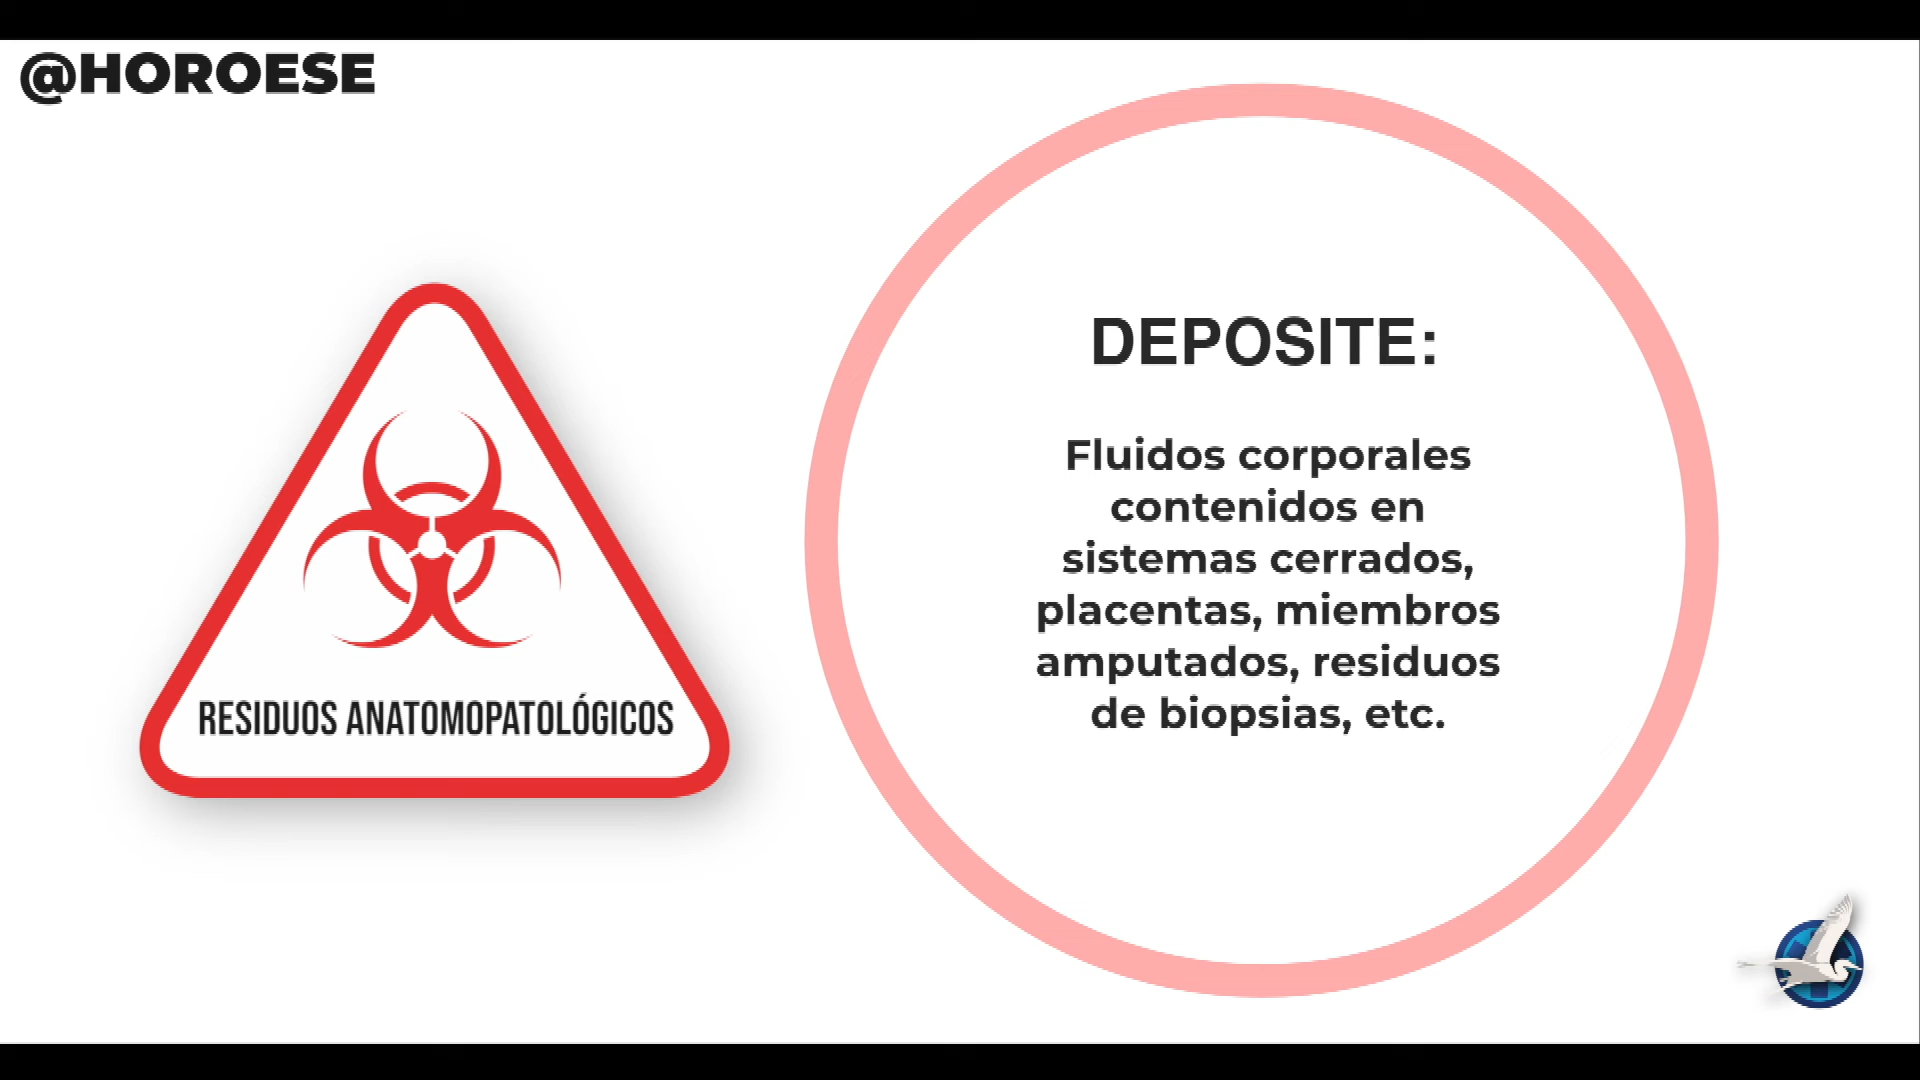 @HOROESE
RESIDUOS ANATOMOPATOLÓGICOS
DEPOSITE:
Fluidos corporales
contenidos en
sistemas cerrados,
placentas, miembros
amputados, residuos
de biopsias, etc.